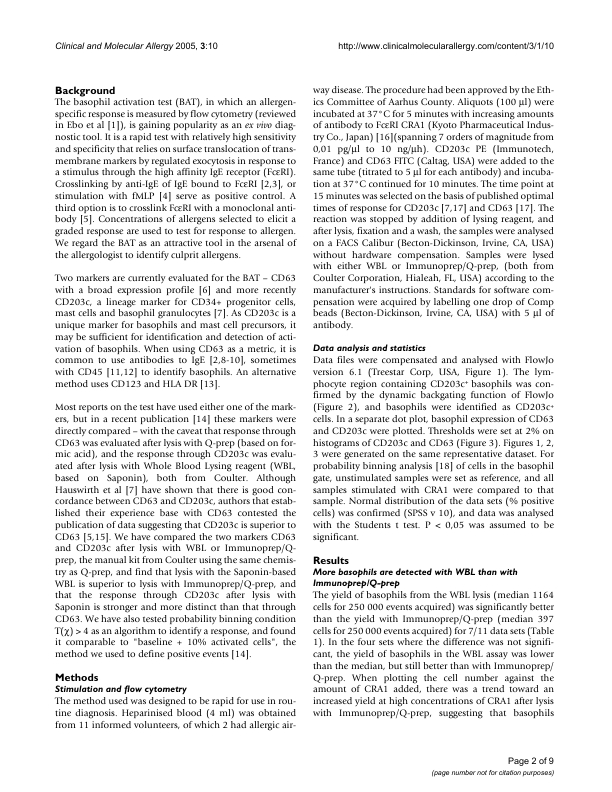 Clinical and Molecular Allergy 2005, 3:10
http://www.clinicalmolecularallergy.com/content/3/1/10
Background
The basophil activation test (BAT), in which an allergen-
specific response is measured by flow cytometry (reviewed
in Ebo et al [1]), is gaining popularity as an ex vivo diag-
nostic tool. It is a rapid test with relatively high sensitivity
and specificity that relies on surface translocation of trans-
membrane markers by regulated exocytosis in response to
a stimulus through the high affinity IgE receptor (FcεRI).
Crosslinking by anti-IgE of IgE bound to FcεRI [2,3], or
stimulation with fMLP [4] serve as positive control. A
third option is to crosslink FcεRI with a monoclonal anti-
body [5]. Concentrations of allergens selected to elicit a
graded response are used to test for response to allergen.
We regard the BAT as an attractive tool in the arsenal of
the allergologist to identify culprit allergens.
Two markers are currently evaluated for the BAT – CD63
with a broad expression profile [6] and more recently
CD203c, a lineage marker for CD34+ progenitor cells,
mast cells and basophil granulocytes [7]. As CD203c is a
unique marker for basophils and mast cell precursors, it
may be sufficient for identification and detection of acti-
vation of basophils. When using CD63 as a metric, it is
common to use antibodies to IgE [2,8-10], sometimes
with CD45 [11,12] to identify basophils. An alternative
method uses CD123 and HLA DR [13].
Most reports on the test have used either one of the mark-
ers, but in a recent publication [14] these markers were
directly compared – with the caveat that response through
CD63 was evaluated after lysis with Q-prep (based on for-
mic acid), and the response through CD203c was evalu-
ated after lysis with Whole Blood Lysing reagent (WBL,
based on Saponin), both from Coulter. Although
Hauswirth et al [7] have shown that there is good con-
cordance between CD63 and CD203c, authors that estab-
lished their experience base with CD63 contested the
publication of data suggesting that CD203c is superior to
CD63 [5,15]. We have compared the two markers CD63
and CD203c after lysis with WBL or Immunoprep/Q-
prep, the manual kit from Coulter using the same chemis-
try as Q-prep, and find that lysis with the Saponin-based
WBL is superior to lysis with Immunoprep/Q-prep, and
that the response through CD203c after lysis with
Saponin is stronger and more distinct than that through
CD63. We have also tested probability binning condition
T(χ) > 4 as an algorithm to identify a response, and found
it comparable to "baseline + 10% activated cells", the
method we used to define positive events [14].
Methods
Stimulation and flow cytometry
The method used was designed to be rapid for use in rou-
tine diagnosis. Heparinised blood (4 ml) was obtained
from 11 informed volunteers, of which 2 had allergic air-
way disease. The procedure had been approved by the Eth-
ics Committee of Aarhus County. Aliquots (100 µl) were
incubated at 37°C for 5 minutes with increasing amounts
of antibody to FcεRI CRA1 (Kyoto Pharmaceutical Indus-
try Co., Japan) [16](spanning 7 orders of magnitude from
0,01 pg/µl to 10 ng/µh). CD203c PE (Immunotech,
France) and CD63 FITC (Caltag, USA) were added to the
same tube (titrated to 5 µl for each antibody) and incuba-
tion at 37°C continued for 10 minutes. The time point at
15 minutes was selected on the basis of published optimal
times of response for CD203c [7,17] and CD63 [17]. The
reaction was stopped by addition of lysing reagent, and
after lysis, fixation and a wash, the samples were analysed
on a FACS Calibur (Becton-Dickinson, Irvine, CA, USA)
without hardware compensation. Samples were lysed
with either WBL or Immunoprep/Q-prep, (both from
Coulter Corporation, Hialeah, FL, USA) according to the
manufacturer's instructions. Standards for software com-
pensation were acquired by labelling one drop of Comp
beads (Becton-Dickinson, Irvine, CA, USA) with 5 µl of
antibody.
Data analysis and statistics
Data files were compensated and analysed with FlowJo
version 6.1 (Treestar Corp, USA, Figure 1). The lym-
phocyte region containing CD203c⁺ basophils was con-
firmed by the dynamic backgating function of FlowJo
(Figure 2), and basophils were identified as CD203c⁺
cells. In a separate dot plot, basophil expression of CD63
and CD203c were plotted. Thresholds were set at 2% on
histograms of CD203c and CD63 (Figure 3). Figures 1, 2,
3 were generated on the same representative dataset. For
probability binning analysis [18] of cells in the basophil
gate, unstimulated samples were set as reference, and all
samples stimulated with CRA1 were compared to that
sample. Normal distribution of the data sets (% positive
cells) was confirmed (SPSS v 10), and data was analysed
with the Students t test. P < 0,05 was assumed to be
significant.
Results
More basophils are detected with WBL than with
Immunoprep/Q-prep
The yield of basophils from the WBL lysis (median 1164
cells for 250 000 events acquired) was significantly better
than the yield with Immunoprep/Q-prep (median 397
cells for 250 000 events acquired) for 7/11 data sets (Table
1). In the four sets where the difference was not signifi-
cant, the yield of basophils in the WBL assay was lower
than the median, but still better than with Immunoprep/
Q-prep. When plotting the cell number against the
amount of CRA1 added, there was a trend toward an
increased yield at high concentrations of CRA1 after lysis
with Immunoprep/Q-prep, suggesting that basophils
Page 2 of 9
(page number not for citation purposes)